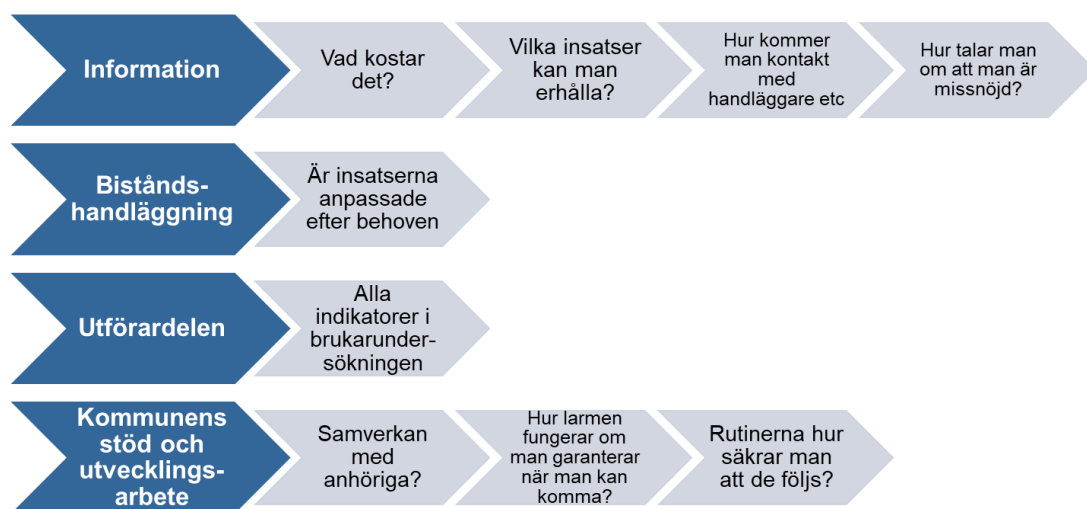 Information
Vad kostar
det?
Vilka insatser
kan man
erhålla?
Hur kommer
man kontakt
med
handläggare etc
Hur talar man
om att man är
missnöjd?
Bistånds-
handläggning
Är insatserna
anpassade
efter behoven
Utförardelen
Alla
indikatorer i
brukarunder-
sökningen
Kommunens
stöd och
utvecklings-
arbete
Samverkan
med
anhöriga?
Hur larmen
fungerar om
man garanterar
när man kan
komma?
Rutinerna hur
säkrar man
att de följs?